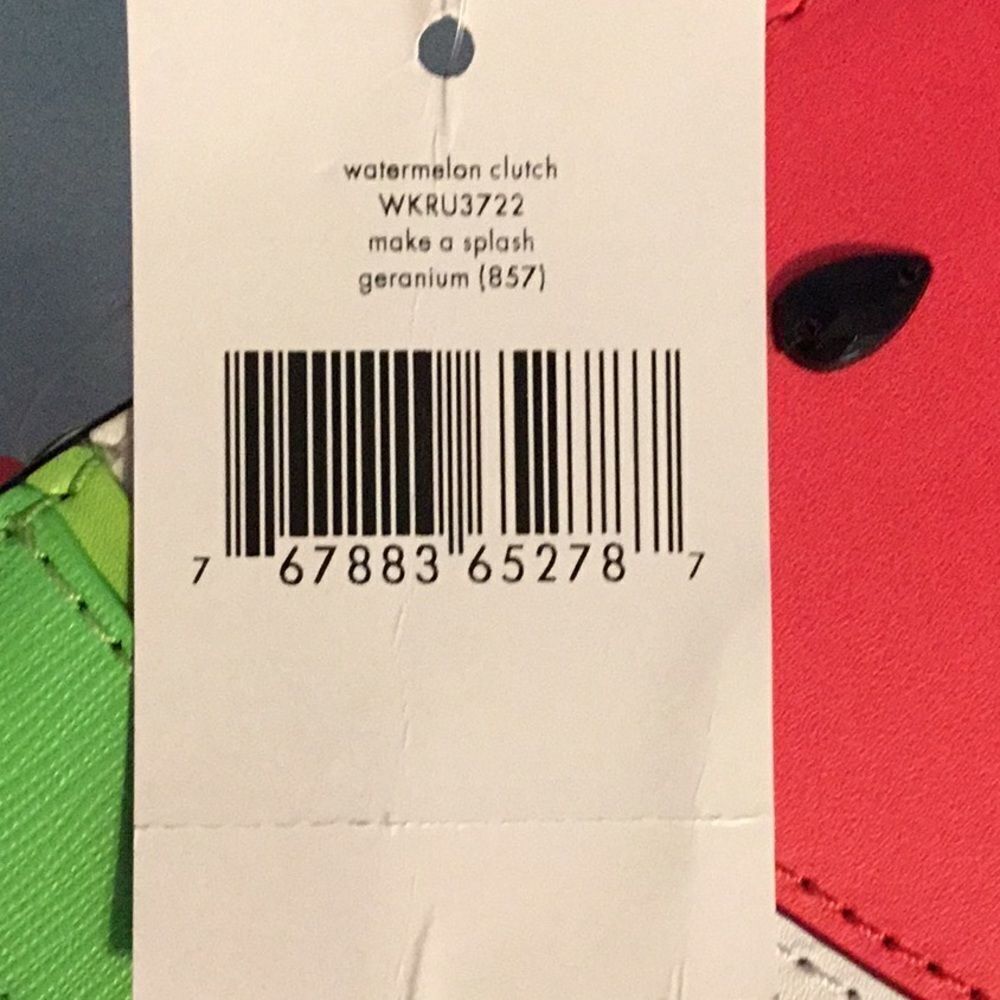 watermelon clutch
WKRU3722
make a splash
geranium (857)
7 67883 65278 7